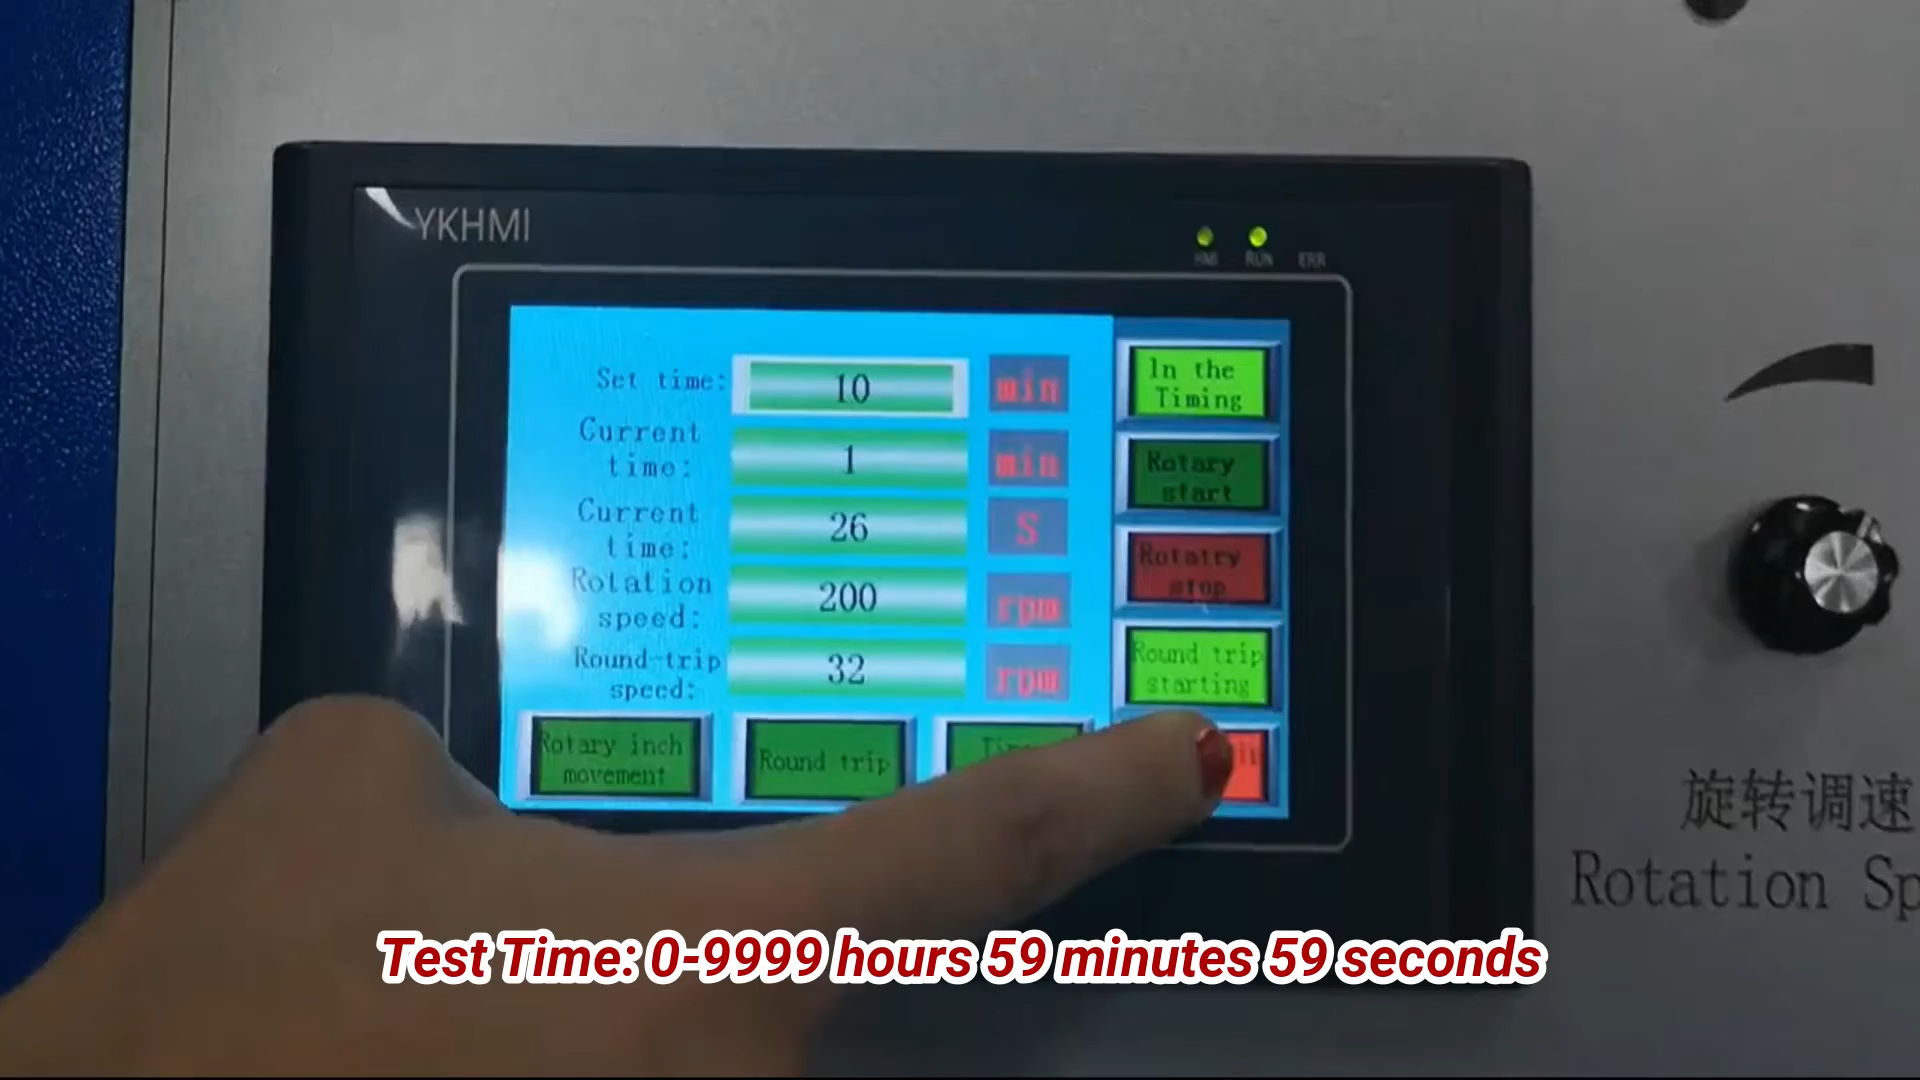 YKHMI
HMI RUN ERR
Set time: 10 min
Current
time: 1 min
Current
time: 26 S
Rotation
speed: 200 rpm
Round-trip
speed: 32 rpm
In the
Timing
Rotary
start
Rotatry
stop
Round trip
starting
Rotary inch
movement
Round trip
旋转调速
Rotation Sp
Test Time: 0-9999 hours 59 minutes 59 seconds